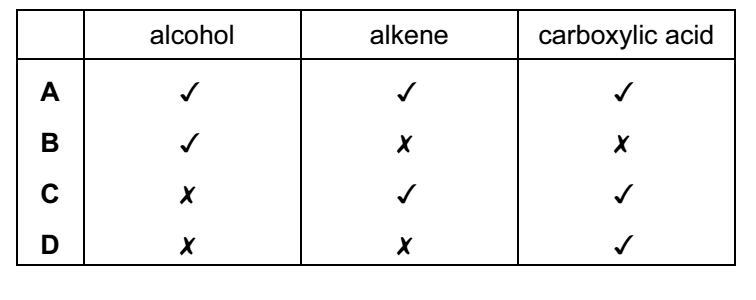 alcohol alkene carboxylic acid
A ✓ ✓ ✓
B ✓ ✗ ✗
C ✗ ✓ ✓
D ✗ ✗ ✓